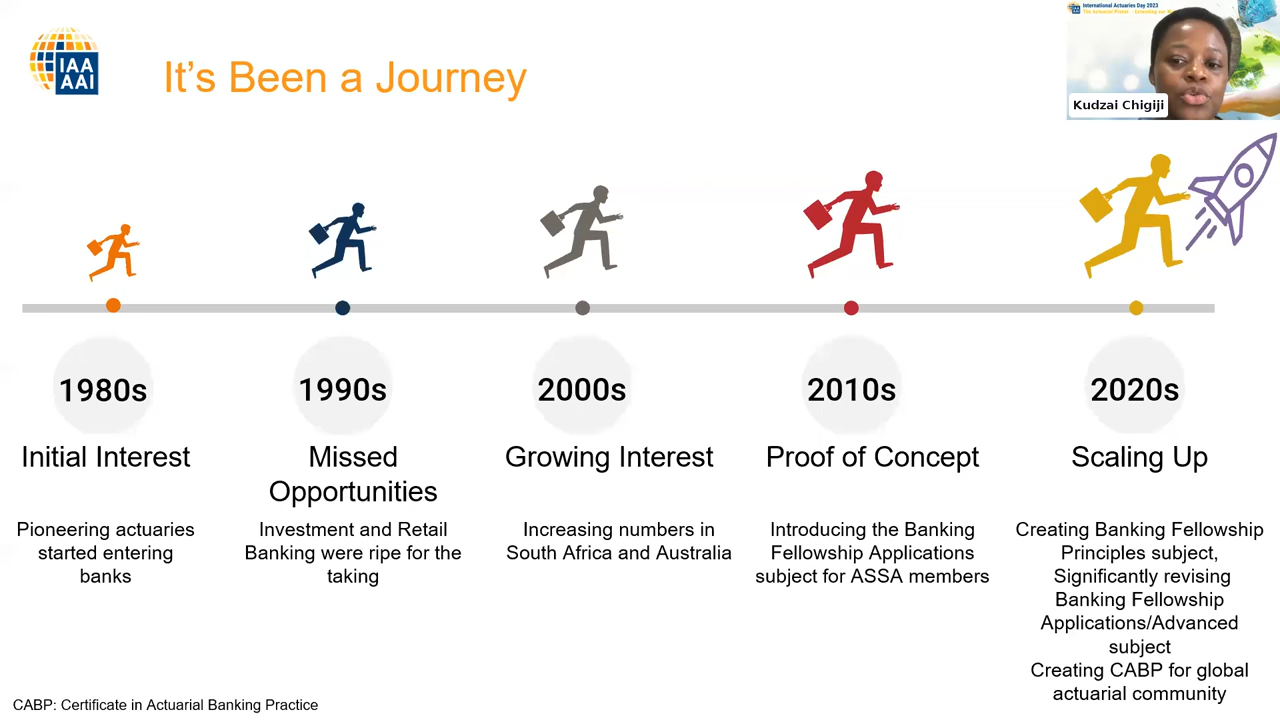 International Actuaries Day 2023
IAA
AAI
It's Been a Journey
Kudzai Chigiji
1980s
Initial Interest
Pioneering actuaries
started entering
banks
1990s
Missed
Opportunities
Investment and Retail
Banking were ripe for the
taking
2000s
Growing Interest
Increasing numbers in
South Africa and Australia
2010s
Proof of Concept
Introducing the Banking
Fellowship Applications
subject for ASSA members
2020s
Scaling Up
Creating Banking Fellowship
Principles subject,
Significantly revising
Banking Fellowship
Applications/Advanced
subject
Creating CABP for global
actuarial community
CABP: Certificate in Actuarial Banking Practice